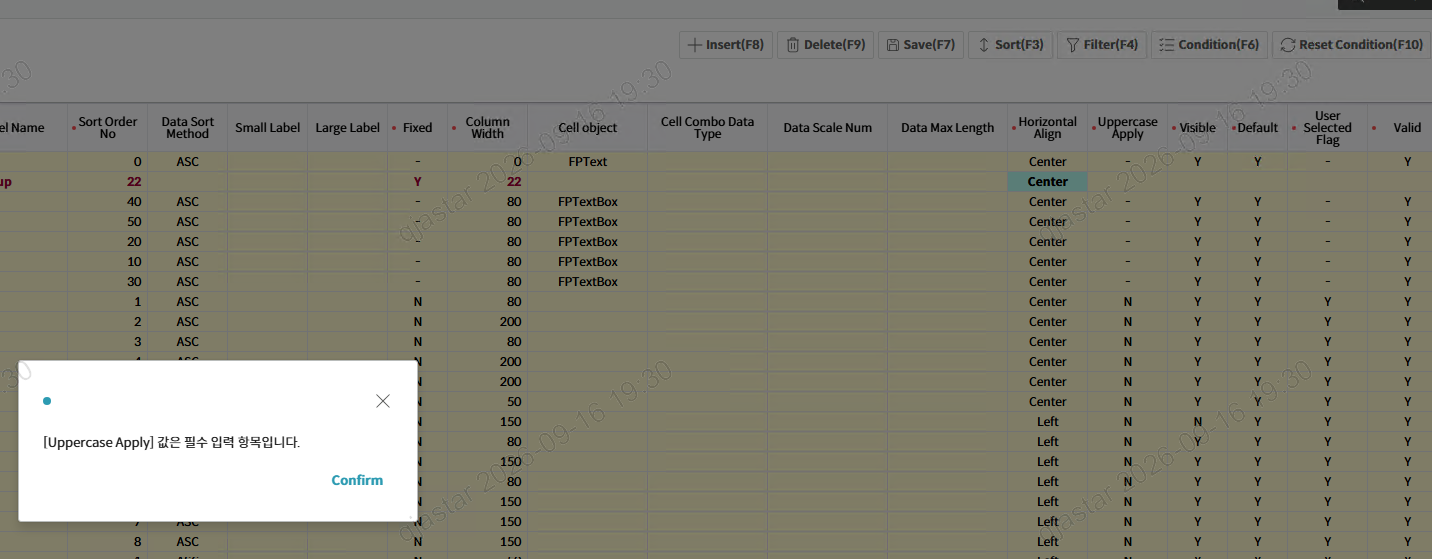 Insert(F8) Delete(F9) Save(F7) Sort(F3) Filter(F4) Condition(F6) Reset Condition(F10)
el Name Sort Order No Data Sort Method Small Label Large Label Fixed Column Width Cell object Cell Combo Data Type Data Scale Num Data Max Length Horizontal Align Uppercase Apply Visible Default User Selected Flag Valid
0 ASC - 0 FPText Center - Y Y - Y
up 22 Y 22 Center
40 ASC - 80 FPTextBox Center - Y Y - Y
50 ASC - 80 FPTextBox Center - Y Y - Y
20 ASC - 80 FPTextBox Center - Y Y - Y
10 ASC - 80 FPTextBox Center - Y Y - Y
30 ASC - 80 FPTextBox Center - Y Y - Y
1 ASC N 80 Center N Y Y Y Y
2 ASC N 200 Center N Y Y Y Y
3 ASC N 80 Center N Y Y Y Y
ASC N 200 Center N Y Y Y Y
N 200 Center N Y Y Y Y
N 50 Center N Y Y Y Y
N 150 Left N N Y Y Y
N 80 Left N Y Y Y Y
N 150 Left N Y Y Y Y
N 80 Left N Y Y Y Y
N 150 Left N Y Y Y Y
7 ASC N 150 Left N Y Y Y Y
8 ASC N 150 Left N Y Y Y Y
[Uppercase Apply] 값은 필수 입력 항목입니다.
Confirm
qiastar 2026-09-16 19:30